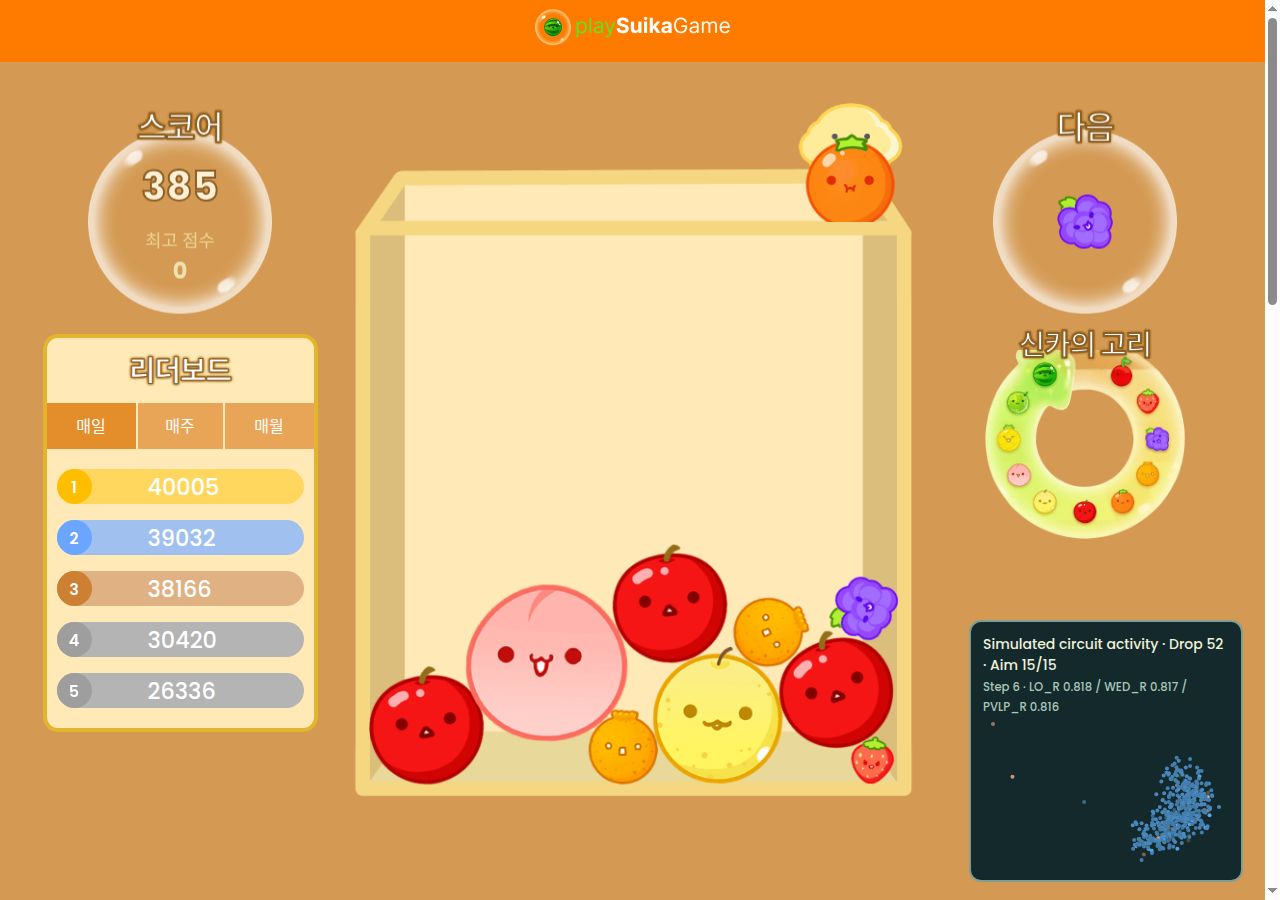 playSuikaGame
스코어
385
최고 점수
0
리더보드
매일 매주 매월
1 40005
2 39032
3 38166
4 30420
5 26336
다음
신카의 고리
Simulated circuit activity · Drop 52
· Aim 15/15
Step 6 · LO_R 0.818 / WED_R 0.817 /
PVLP_R 0.816